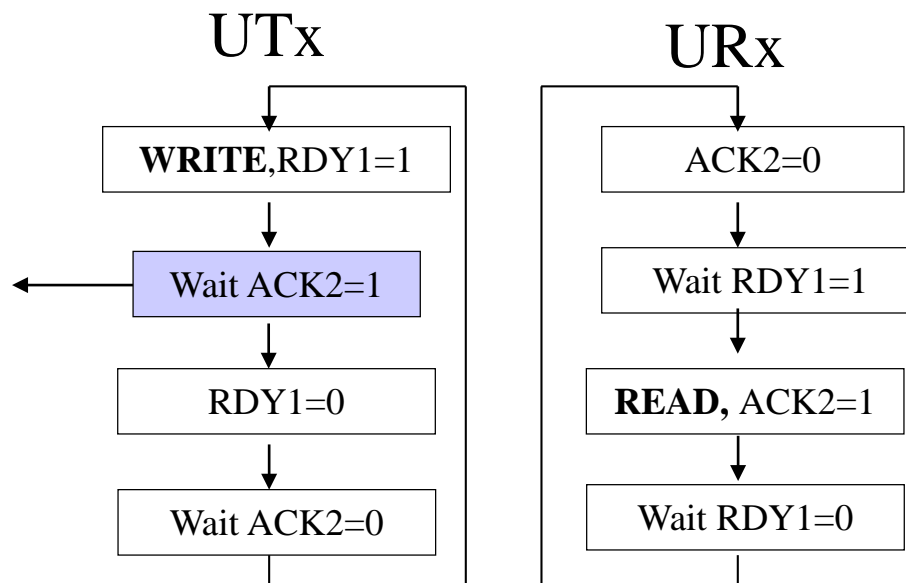 UTx
WRITE,RDY1=1
Wait ACK2=1
RDY1=0
Wait ACK2=0
URx
ACK2=0
Wait RDY1=1
READ, ACK2=1
Wait RDY1=0